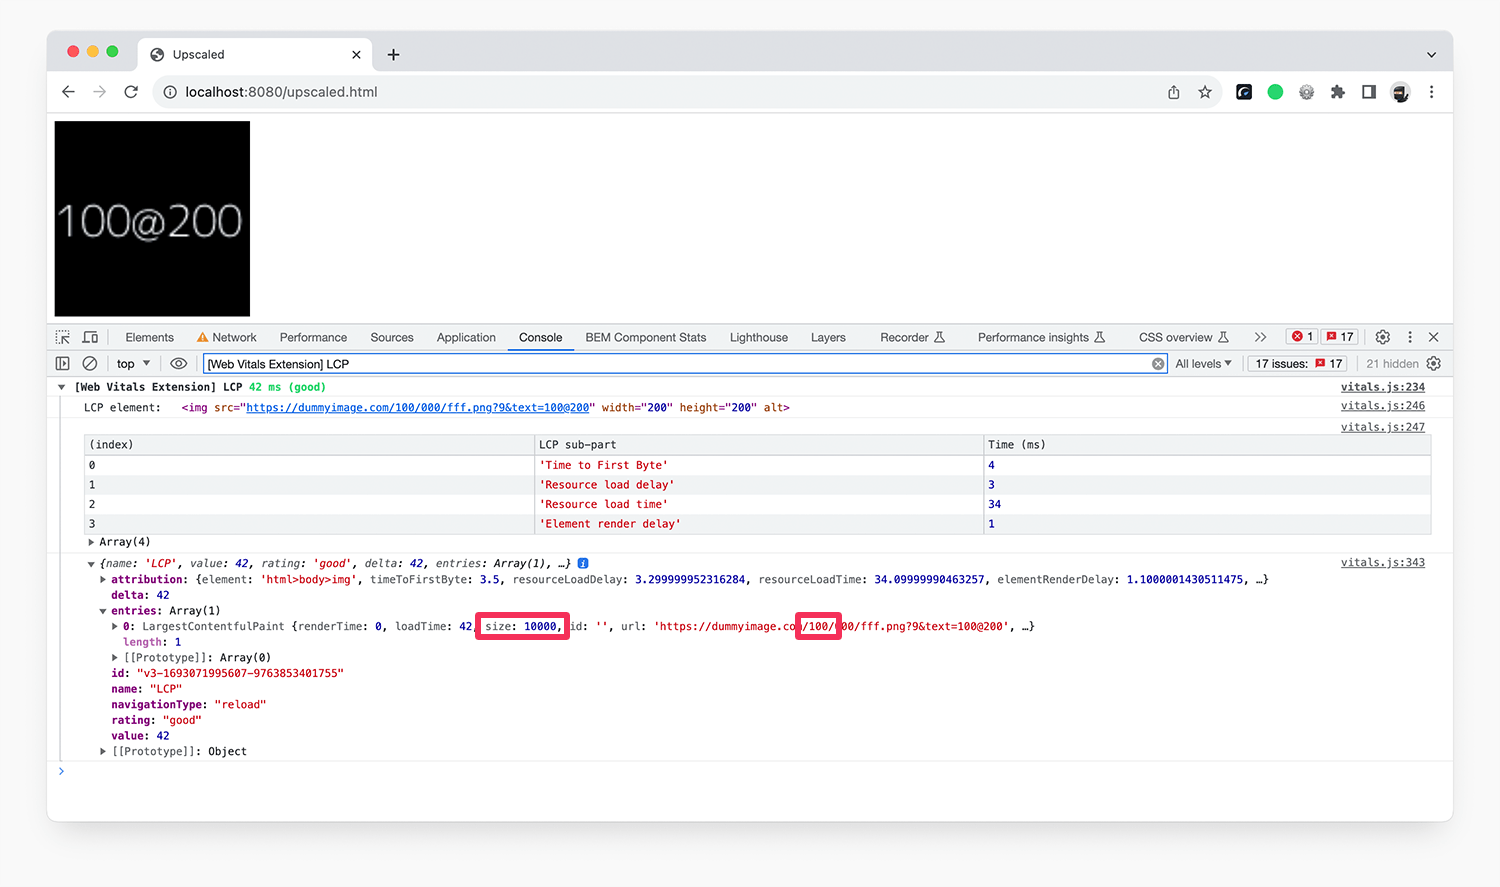 Upscaled
localhost:8080/upscaled.html
100@200
Elements Network Performance Sources Application Console BEM Component Stats Lighthouse Layers Recorder Performance insights CSS overview 1 17
top [Web Vitals Extension] LCP All levels 17 issues: 17 21 hidden
[Web Vitals Extension] LCP 42 ms (good) vitals.js:234
LCP element: <img src="https://dummyimage.com/100/000/fff.png?9&text=100@200" width="200" height="200" alt> vitals.js:246
vitals.js:247
(index) LCP sub-part Time (ms)
0 'Time to First Byte' 4
1 'Resource load delay' 3
2 'Resource load time' 34
3 'Element render delay' 1
Array(4)
{name: 'LCP', value: 42, rating: 'good', delta: 42, entries: Array(1), …} i vitals.js:343
attribution: {element: 'html>body>img', timeToFirstByte: 3.5, resourceLoadDelay: 3.299999952316284, resourceLoadTime: 34.09999990463257, elementRenderDelay: 1.1000001430511475, …}
delta: 42
entries: Array(1)
0: LargestContentfulPaint {renderTime: 0, loadTime: 42, size: 10000, id: '', url: 'https://dummyimage.com/100/000/fff.png?9&text=100@200', …}
length: 1
[[Prototype]]: Array(0)
id: "v3-1693071995607-9763853401755"
name: "LCP"
navigationType: "reload"
rating: "good"
value: 42
[[Prototype]]: Object